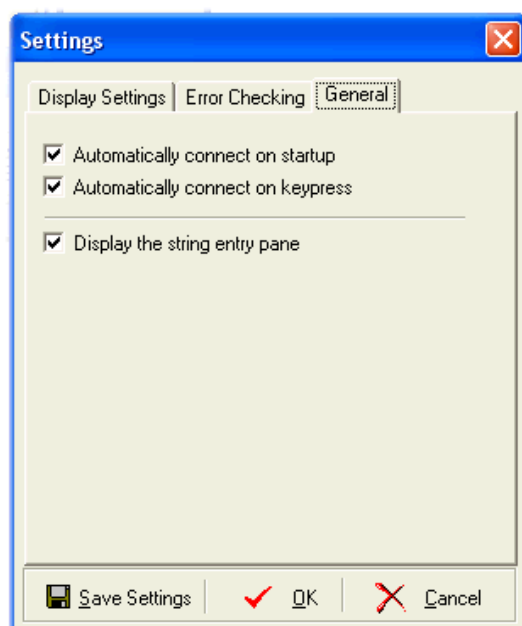 Settings
Display Settings Error Checking General
Automatically connect on startup
Automatically connect on keypress
Display the string entry pane
Save Settings OK Cancel